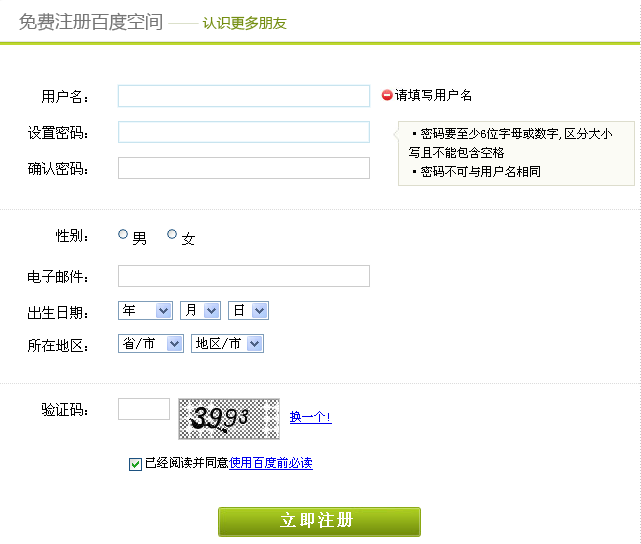 免费注册百度空间 —— 认识更多朋友
用户名： 请填写用户名
设置密码： ▪密码要至少6位字母或数字,区分大小
写且不能包含空格
▪密码不可与用户名相同
确认密码：
性别： 男 女
电子邮件：
出生日期： 年 月 日
所在地区： 省/市 地区/市
验证码： 3993 换一个!
已经阅读并同意使用百度前必读
立即注册